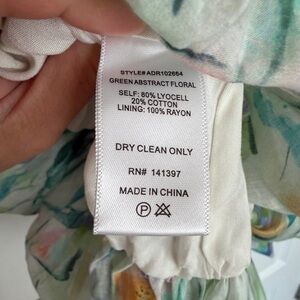 STYLE#ADR102664
GREEN ABSTRACT FLORAL
SELF: 80% LYOCELL
20% COTTON
LINING: 100% RAYON
DRY CLEAN ONLY
RN# 141397
MADE IN CHINA
P